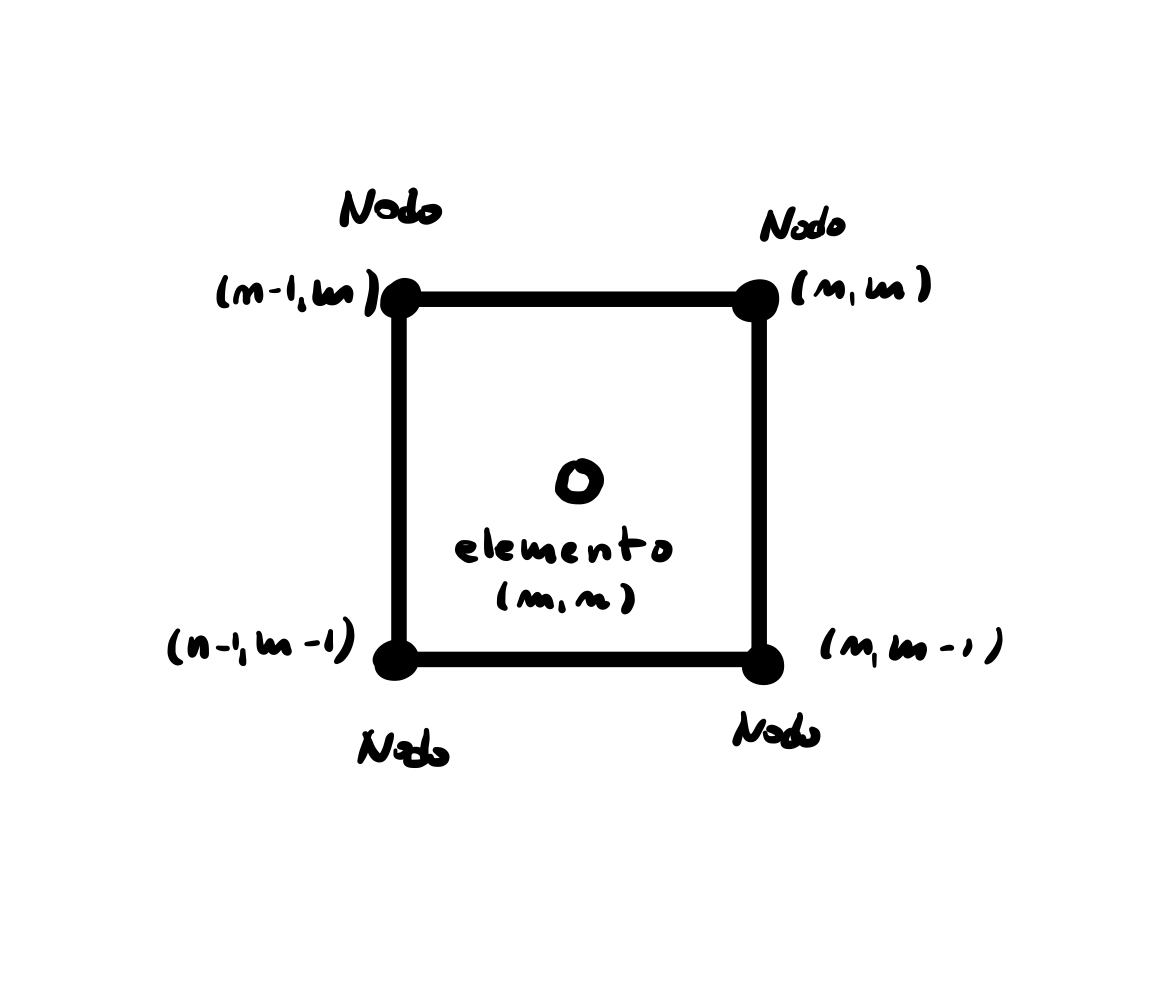 Nodo
Nodo
(n-1,m)
(n,m)
elemento
(m,n)
(n-1,m-1)
(n,m-1)
Nodo
Nodo